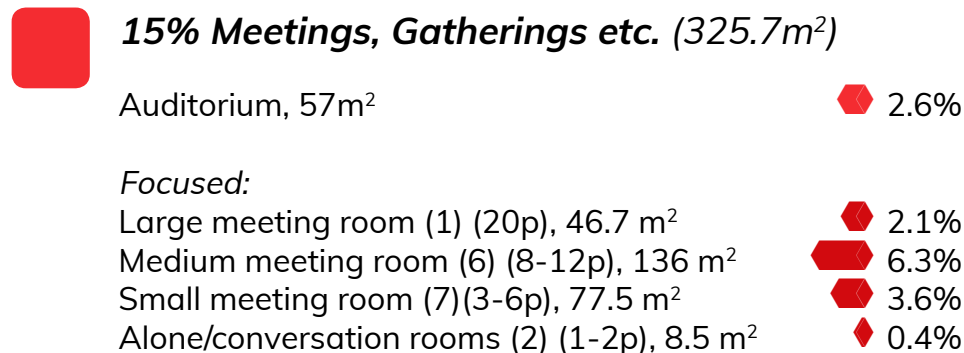 15% Meetings, Gatherings etc. (325.7m²)
Auditorium, 57m² 2.6%
Focused:
Large meeting room (1) (20p), 46.7 m² 2.1%
Medium meeting room (6) (8-12p), 136 m² 6.3%
Small meeting room (7)(3-6p), 77.5 m² 3.6%
Alone/conversation rooms (2) (1-2p), 8.5 m² 0.4%